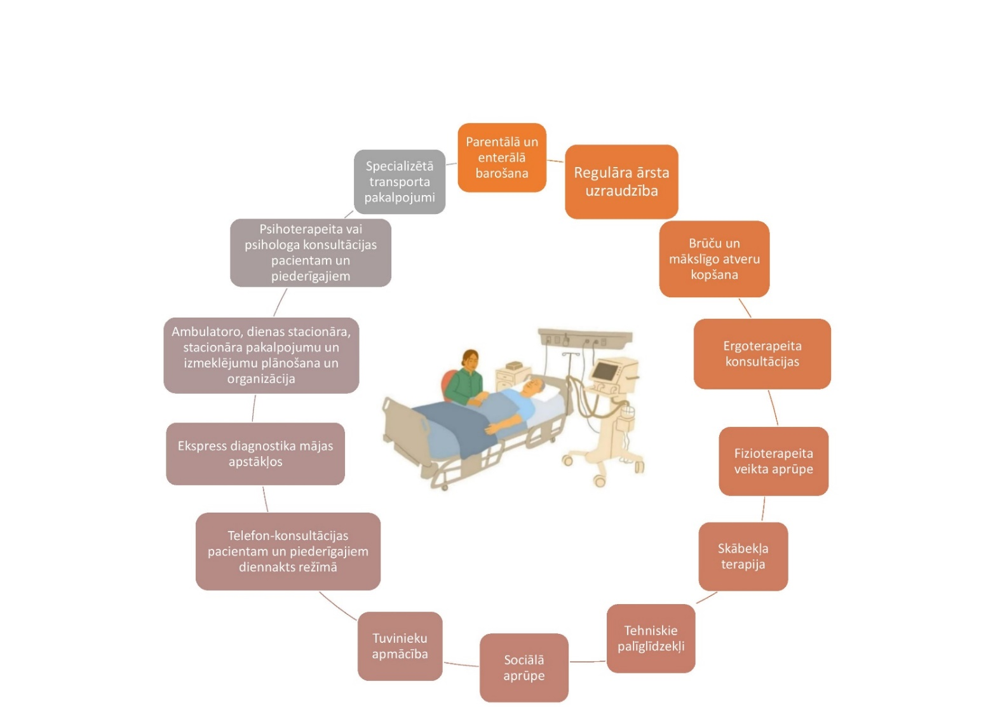 Parentālā un
enterālā
barošana
Regulāra ārsta
uzraudzība
Brūču un
mākslīgo atveru
kopšana
Ergoterapeita
konsultācijas
Fizioterapeita
veikta aprūpe
Skābekļa
terapija
Tehniskie
palīglīdzekļi
Sociālā
aprūpe
Tuvinieku
apmācība
Telefon-konsultācijas
pacientam un piederīgajiem
diennakts režīmā
Ekspress diagnostika mājas
apstākļos
Ambulatoro, dienas stacionāra,
stacionāra pakalpojumu un
izmeklējumu plānošana un
organizācija
Psihoterapeita vai
psihologa konsultācijas
pacientam un
piederīgajiem
Specializētā
transporta
pakalpojumi